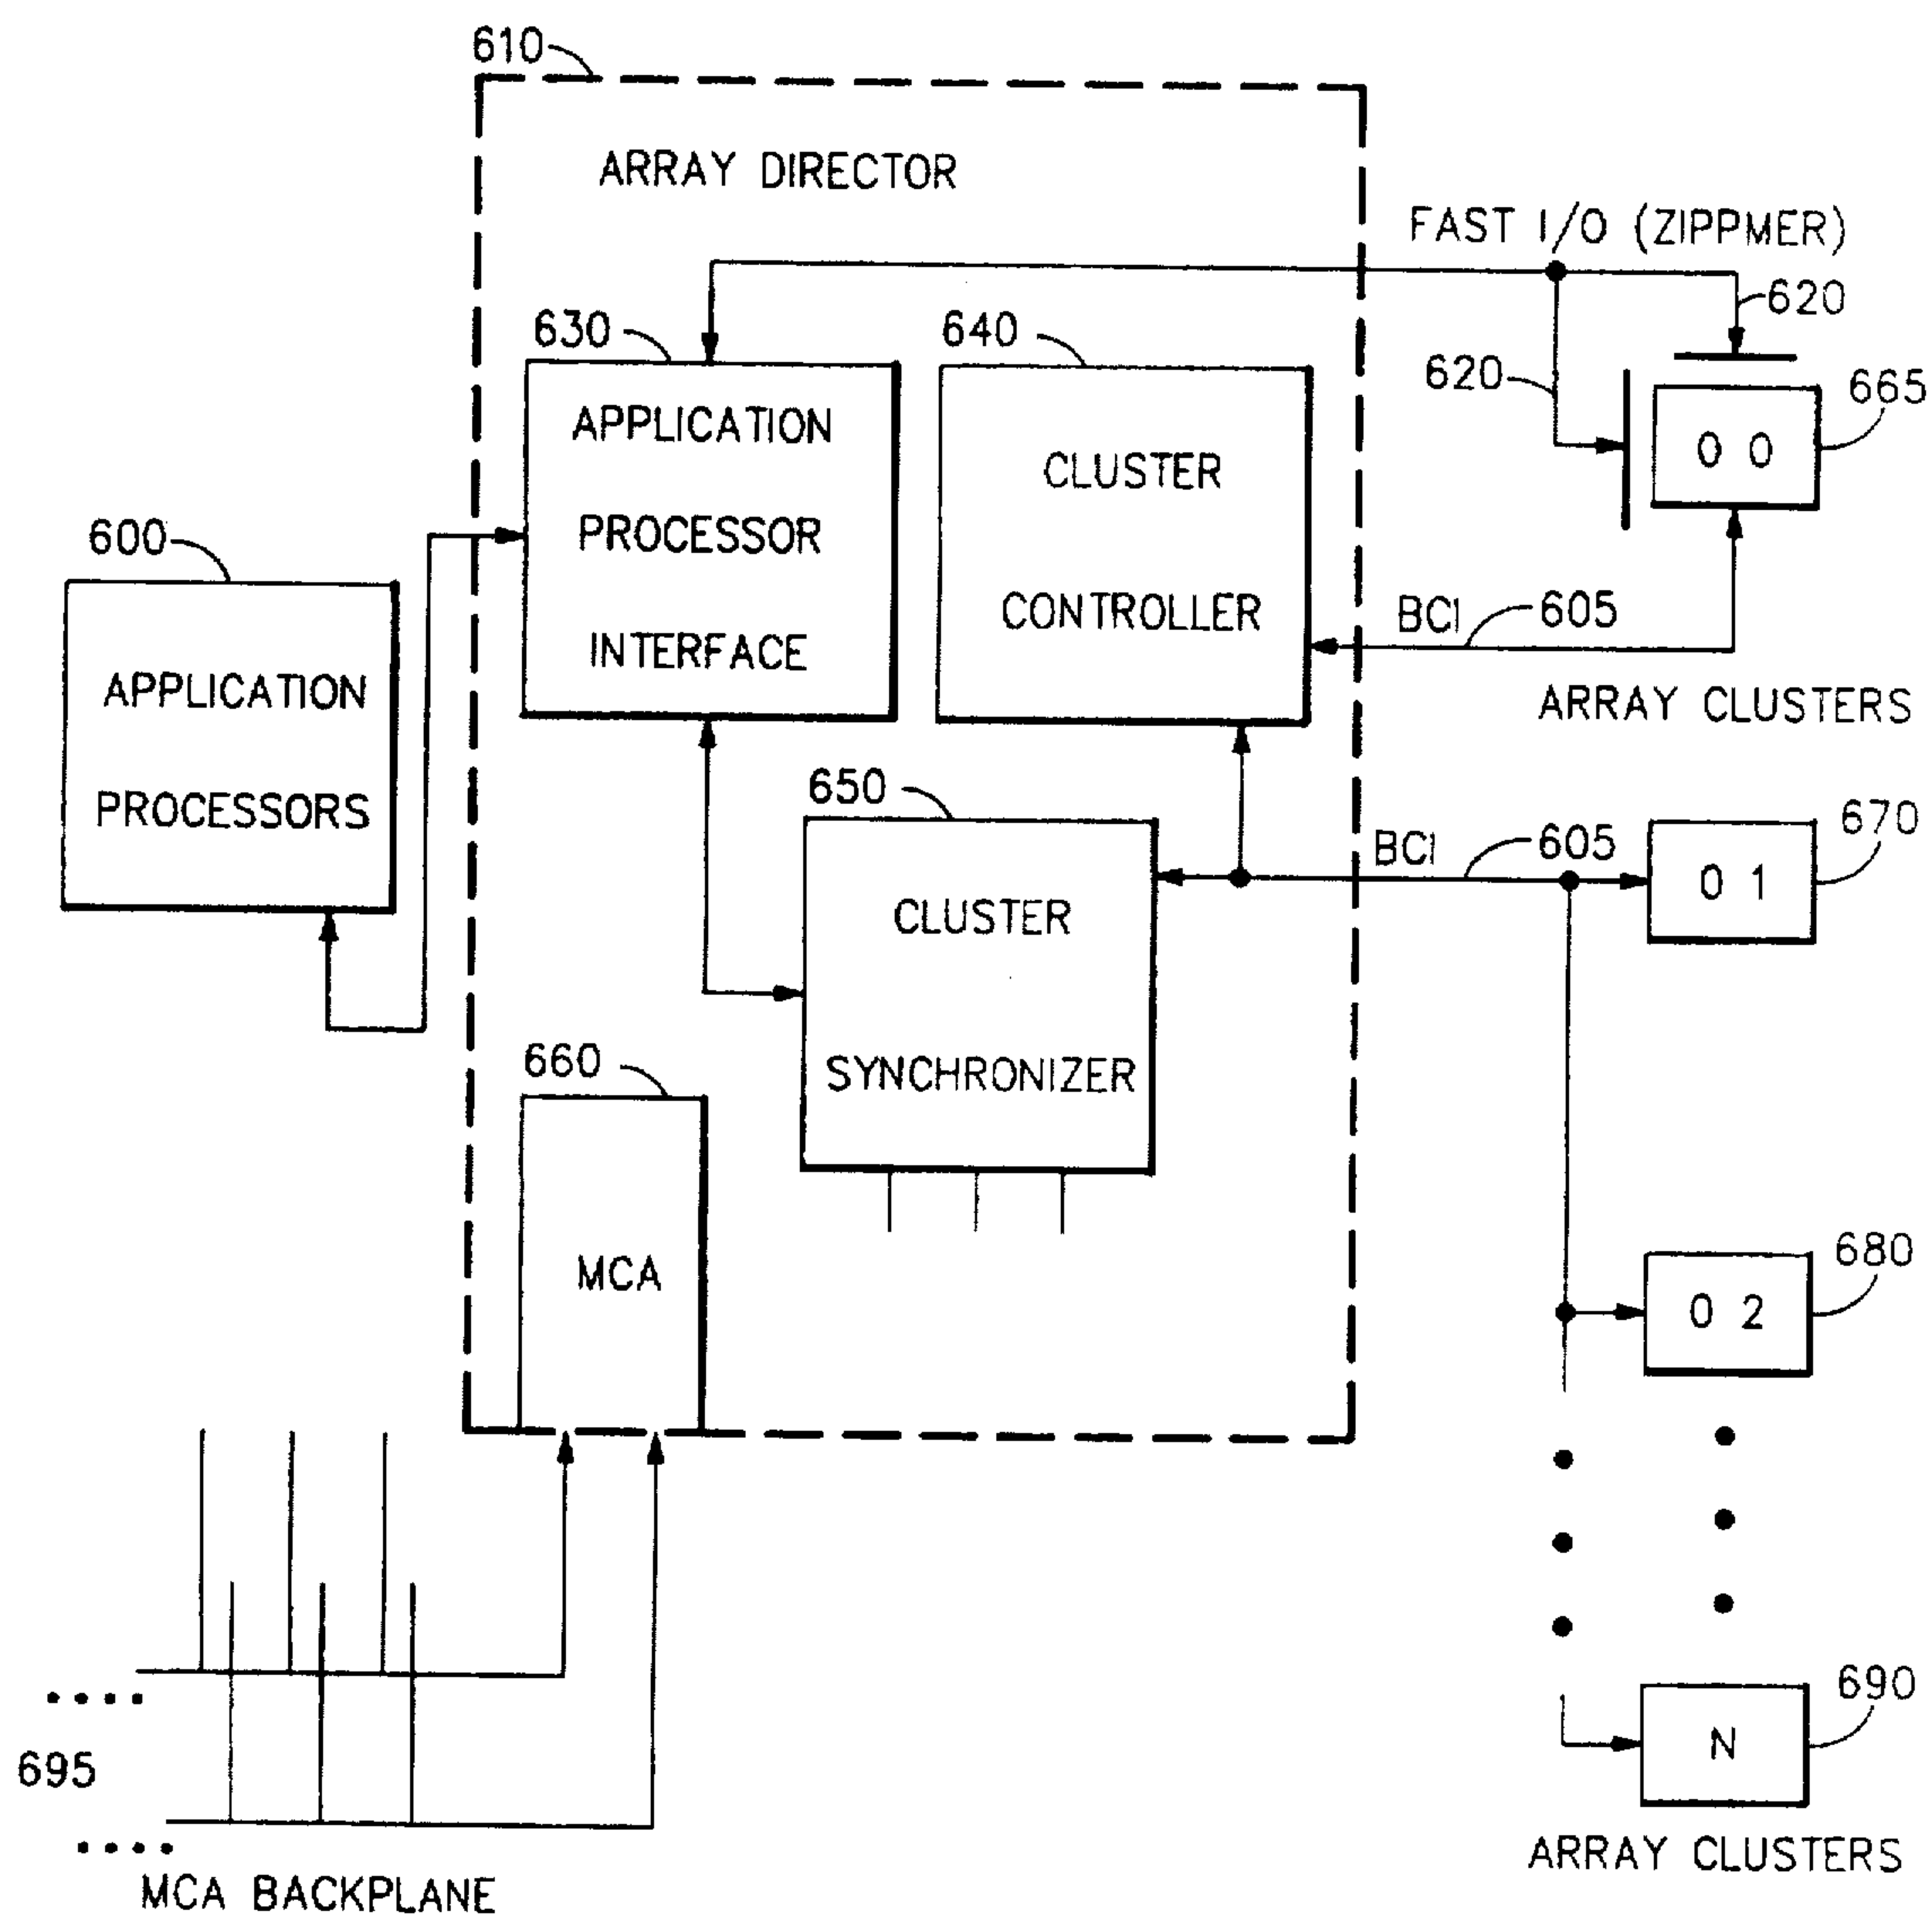 610
ARRAY DIRECTOR
FAST I/O (ZIPPMER)
620
630
640
620
665
APPLICATION
PROCESSOR
INTERFACE
CLUSTER
CONTROLLER
0 0
600
APPLICATION
PROCESSORS
BCI
605
ARRAY CLUSTERS
650
BCI
605
670
0 1
CLUSTER
SYNCHRONIZER
660
MCA
680
0 2
690
N
695
ARRAY CLUSTERS
MCA BACKPLANE